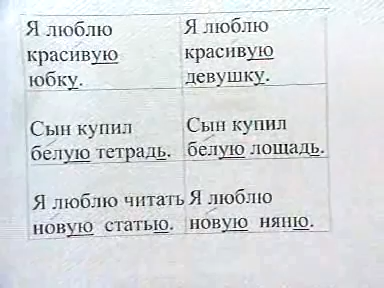 Я люблю
красивую
юбку.
Я люблю
красивую
девушку.
Сын купил
белую тетрадь.
Сын купил
белую лощадь.
Я люблю читать
новую статью.
Я люблю
новую няню.